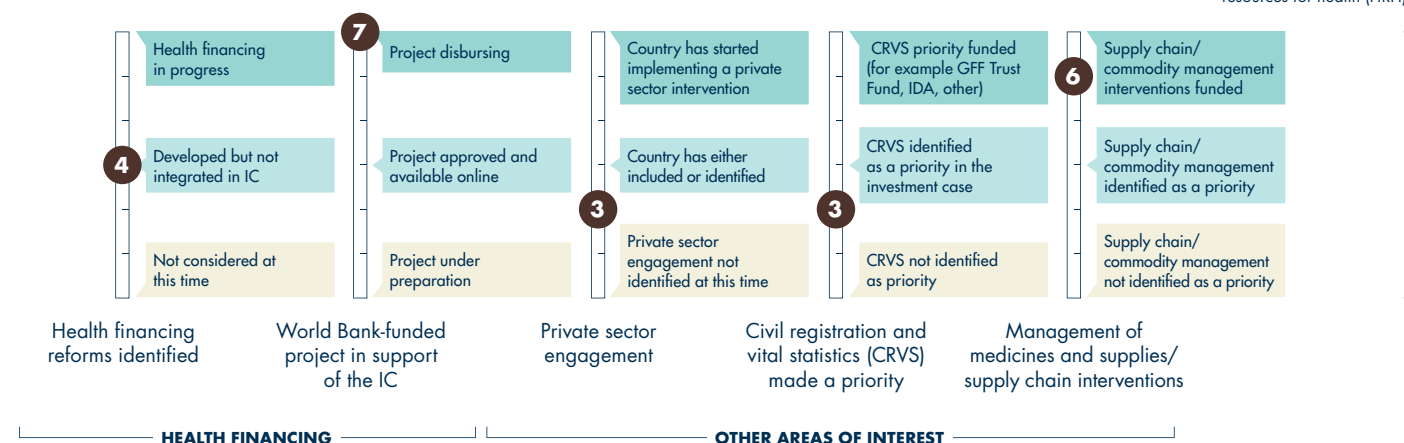 resources for health (HRH)
Health financing
in progress
4
Developed but not
integrated in IC
Not considered at
this time
Health financing
reforms identified
7
Project disbursing
Project approved and
available online
Project under
preparation
World Bank-funded
project in support
of the IC
Country has started
implementing a private
sector intervention
Country has either
included or identified
3
Private sector
engagement not
identified at this time
Private sector
engagement
CRVS priority funded
(for example GFF Trust
Fund, IDA, other)
CRVS identified
as a priority in the
investment case
3
CRVS not identified
as priority
Civil registration and
vital statistics (CRVS)
made a priority
6
Supply chain/
commodity management
interventions funded
Supply chain/
commodity management
identified as a priority
Supply chain/
commodity management
not identified as a priority
Management of
medicines and supplies/
supply chain interventions
HEALTH FINANCING
OTHER AREAS OF INTEREST